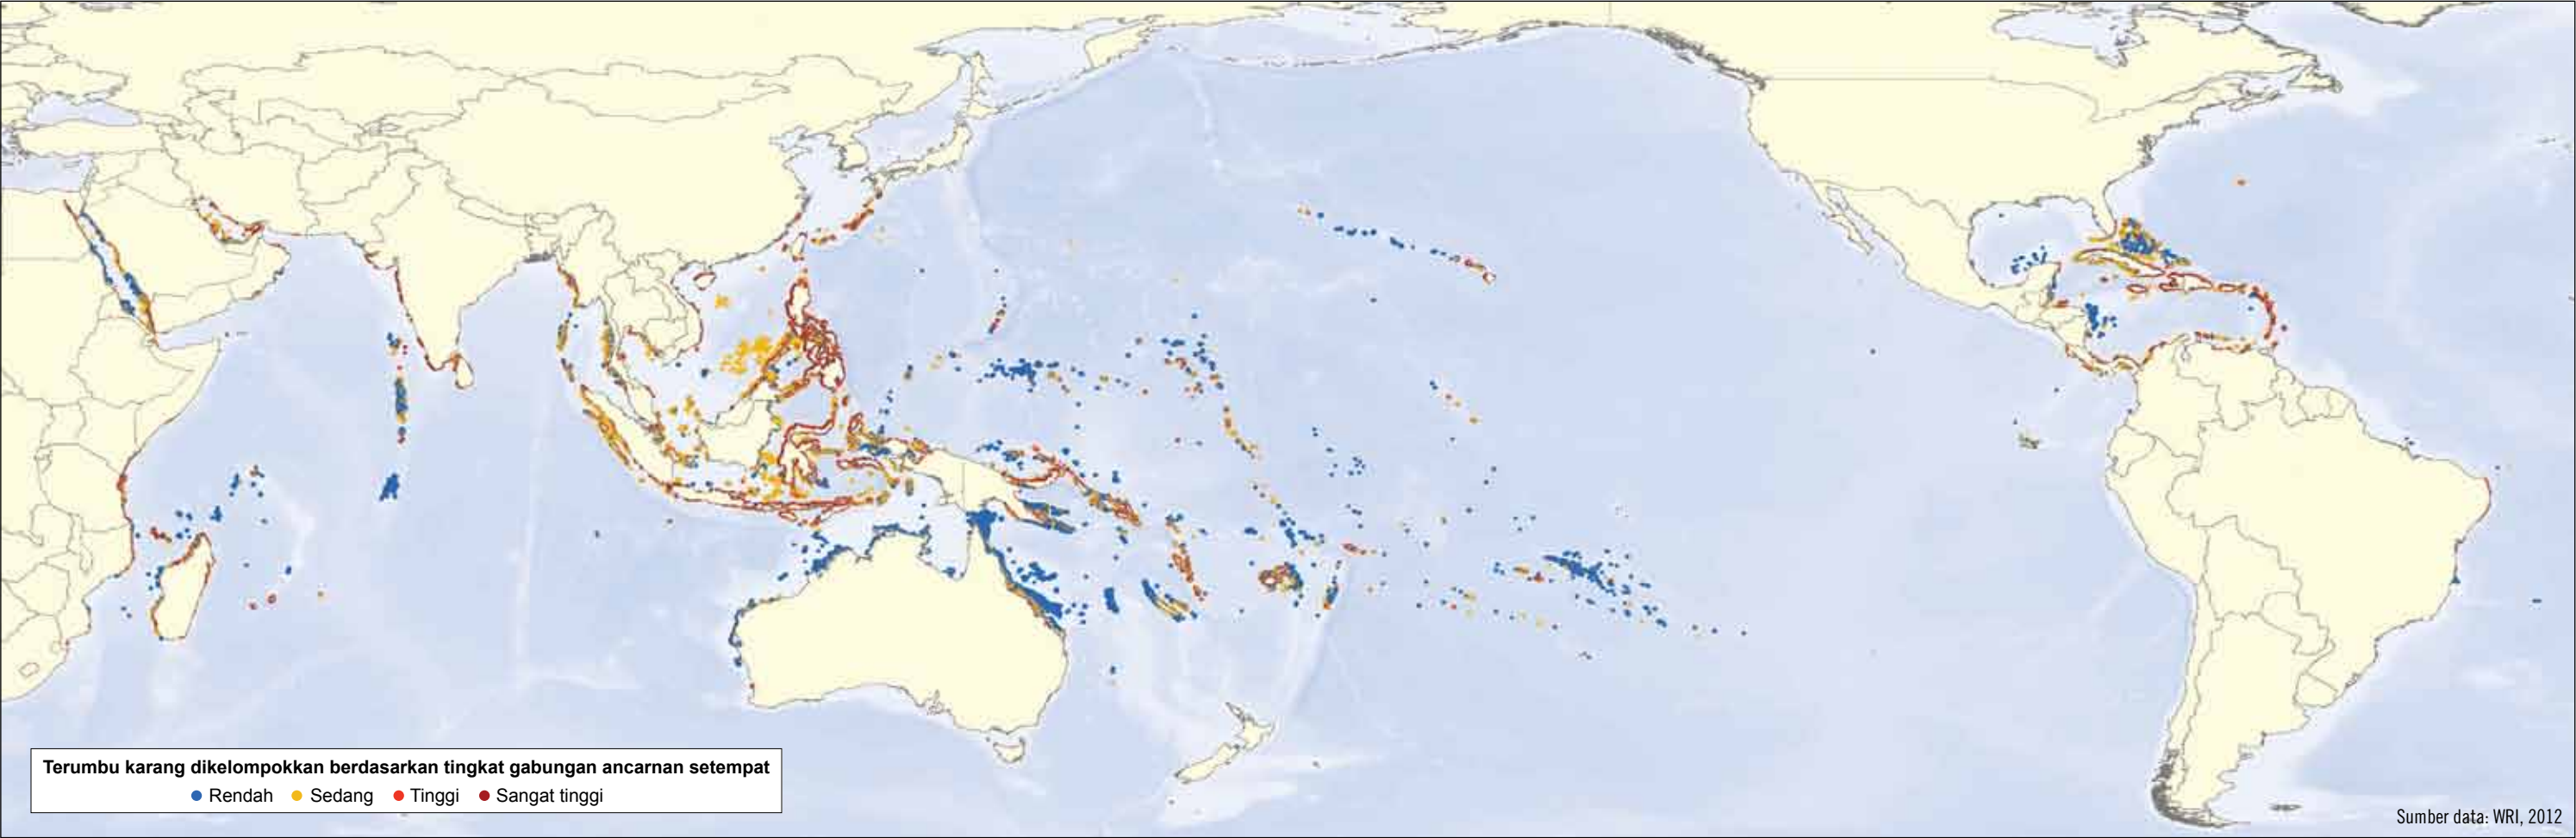 Terumbu karang dikelompokkan berdasarkan tingkat gabungan ancarnan setempat
Rendah Sedang Tinggi Sangat tinggi
Sumber data: WRI, 2012